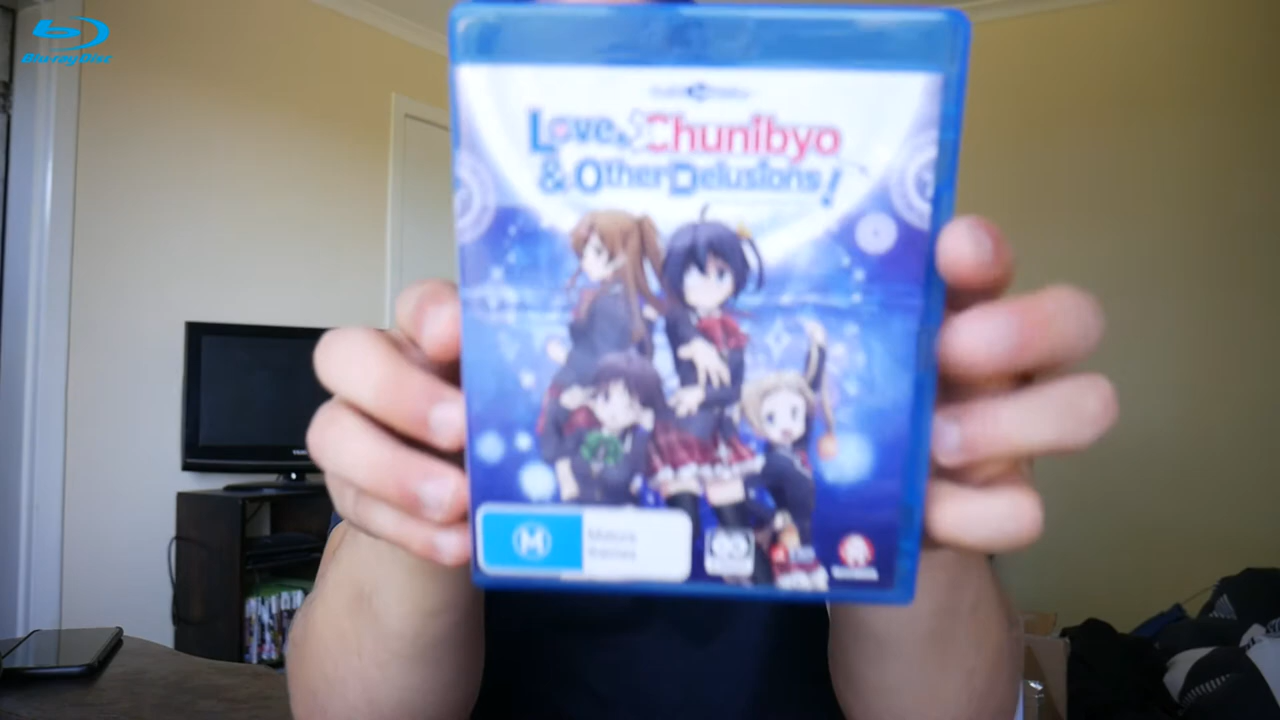 Blu-ray Disc
Love, Chunibyo
& Other Delusions!
M
Mature
themes